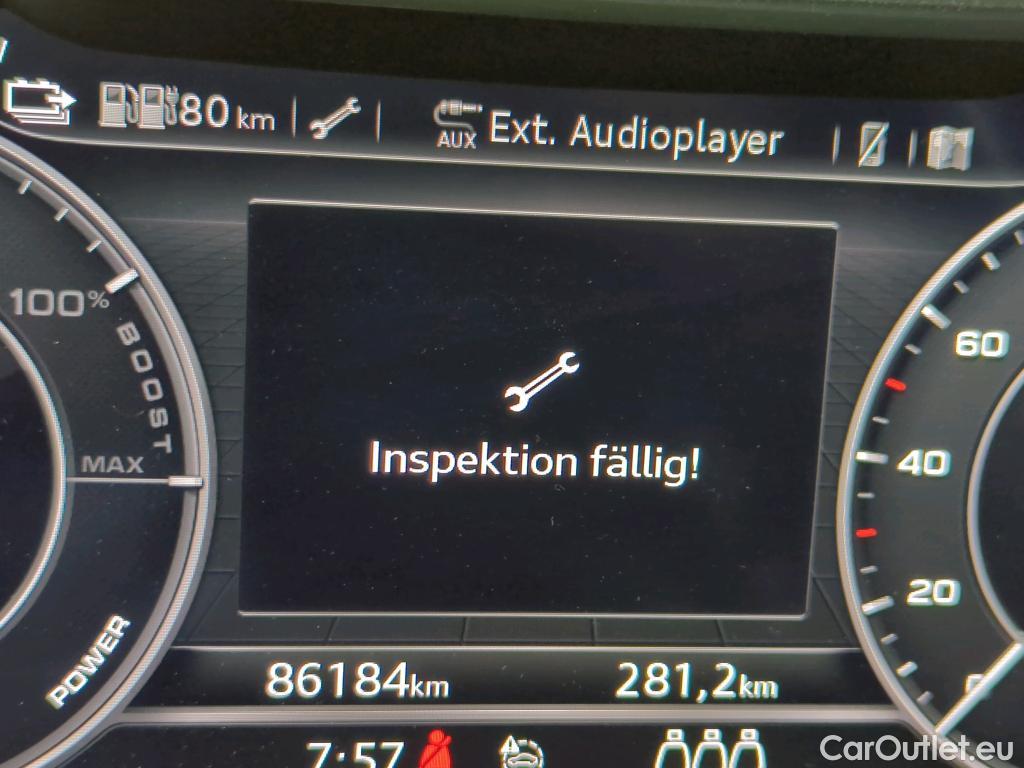 80 km
AUX
Ext. Audioplayer
100%
BOOST
MAX
POWER
Inspektion fällig!
60
40
20
86184km
281,2km
7:57
CarOutlet.eu